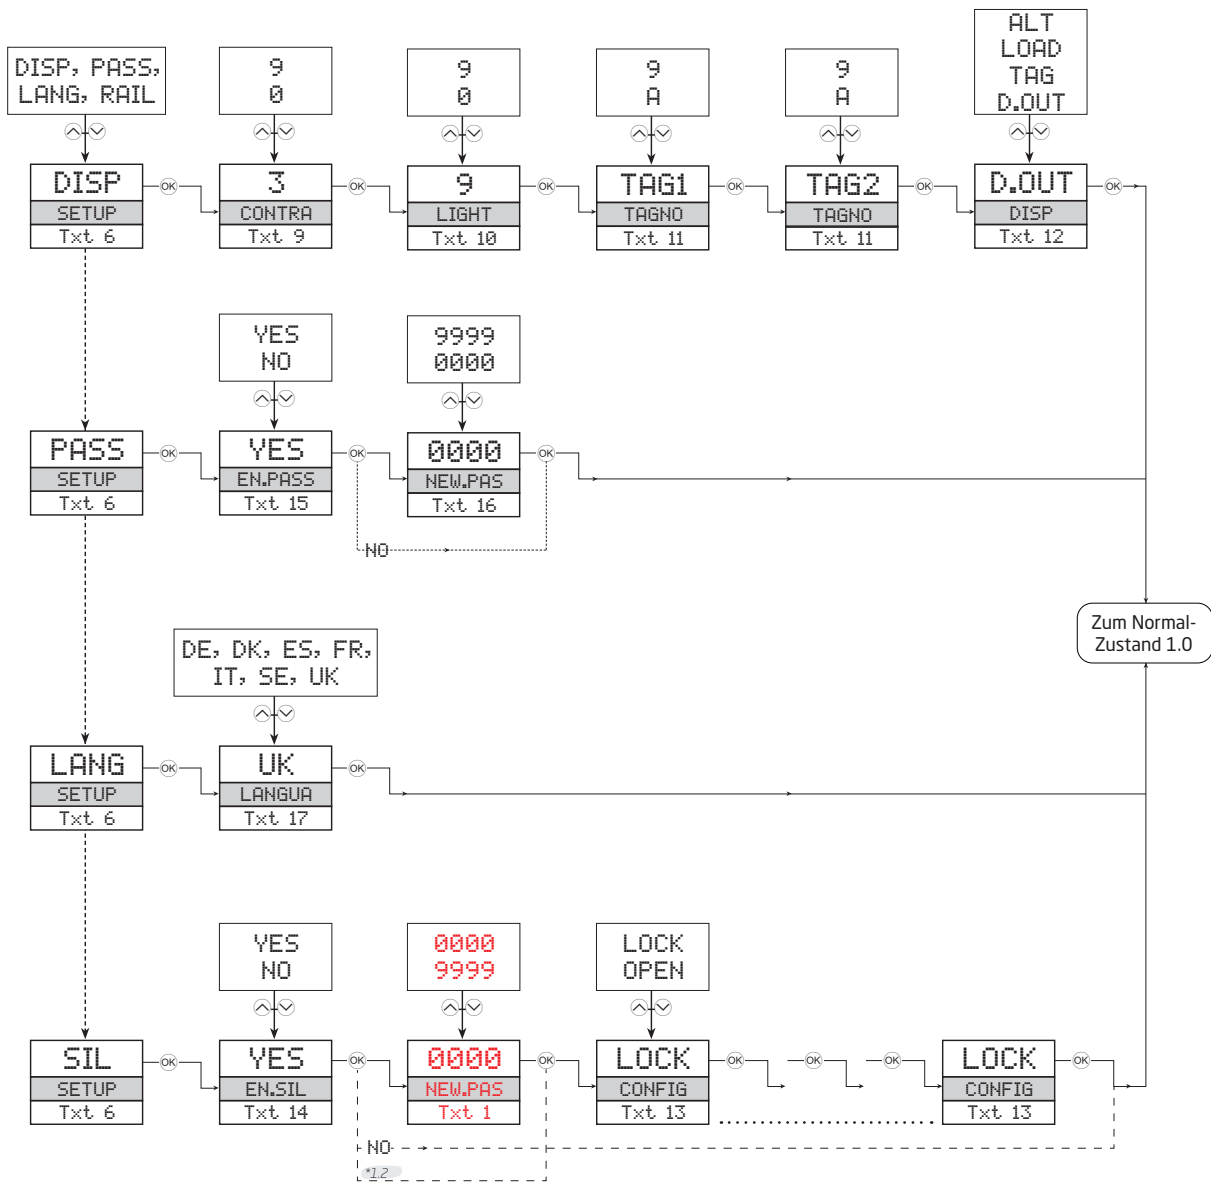 ALT
LOAD
TAG
D.OUT
DISP, PASS,
LANG, RAIL
9
0
9
0
9
A
9
A
DISP
SETUP
Txt 6
OK
3
CONTRA
Txt 9
OK
9
LIGHT
Txt 10
OK
TAG1
TAGNO
Txt 11
OK
TAG2
TAGNO
Txt 11
OK
D.OUT
DISP
Txt 12
OK
YES
NO
9999
0000
PASS
SETUP
Txt 6
OK
YES
EN.PASS
Txt 15
OK
0000
NEW.PAS
Txt 16
OK
NO
Zum Normal-
Zustand 1.0
DE, DK, ES, FR,
IT, SE, UK
LANG
SETUP
Txt 6
OK
UK
LANGUA
Txt 17
OK
YES
NO
0000
9999
LOCK
OPEN
SIL
SETUP
Txt 6
OK
YES
EN.SIL
Txt 14
OK
0000
NEW.PAS
Txt 1
OK
LOCK
CONFIG
Txt 13
OK
OK
OK
LOCK
CONFIG
Txt 13
OK
NO
*1.2